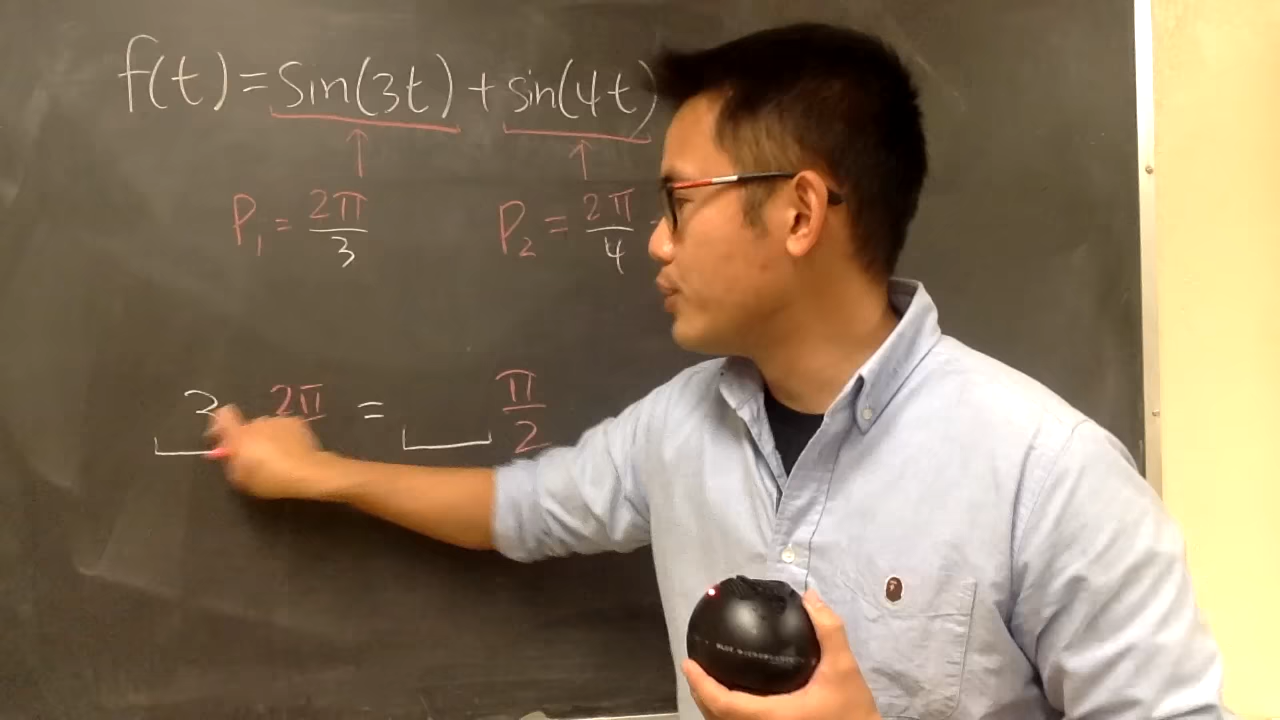 f(t) = Sin(3t) + sin(4t)
P₁ = 2π/3 P₂ = 2π/4
3 2π = π/2